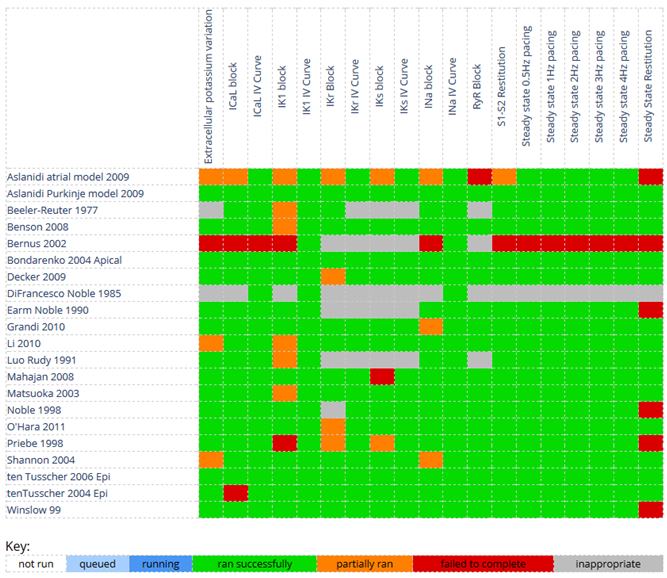 Extracellular potassium variation
ICaL block
ICaL IV Curve
IK1 block
IK1 IV Curve
IKr Block
IKr IV Curve
IKs block
IKs IV Curve
INa block
INa IV Curve
RyR Block
S1-S2 Restitution
Steady state 0.5Hz pacing
Steady state 1Hz pacing
Steady state 2Hz pacing
Steady state 3Hz pacing
Steady state 4Hz pacing
Steady State Restitution
Aslanidi atrial model 2009
Aslanidi Purkinje model 2009
Beeler-Reuter 1977
Benson 2008
Bernus 2002
Bondarenko 2004 Apical
Decker 2009
DiFrancesco Noble 1985
Earm Noble 1990
Grandi 2010
Li 2010
Luo Rudy 1991
Mahajan 2008
Matsuoka 2003
Noble 1998
O'Hara 2011
Priebe 1998
Shannon 2004
ten Tusscher 2006 Epi
tenTusscher 2004 Epi
Winslow 99
Key:
not run queued running ran successfully partially ran failed to complete inappropriate